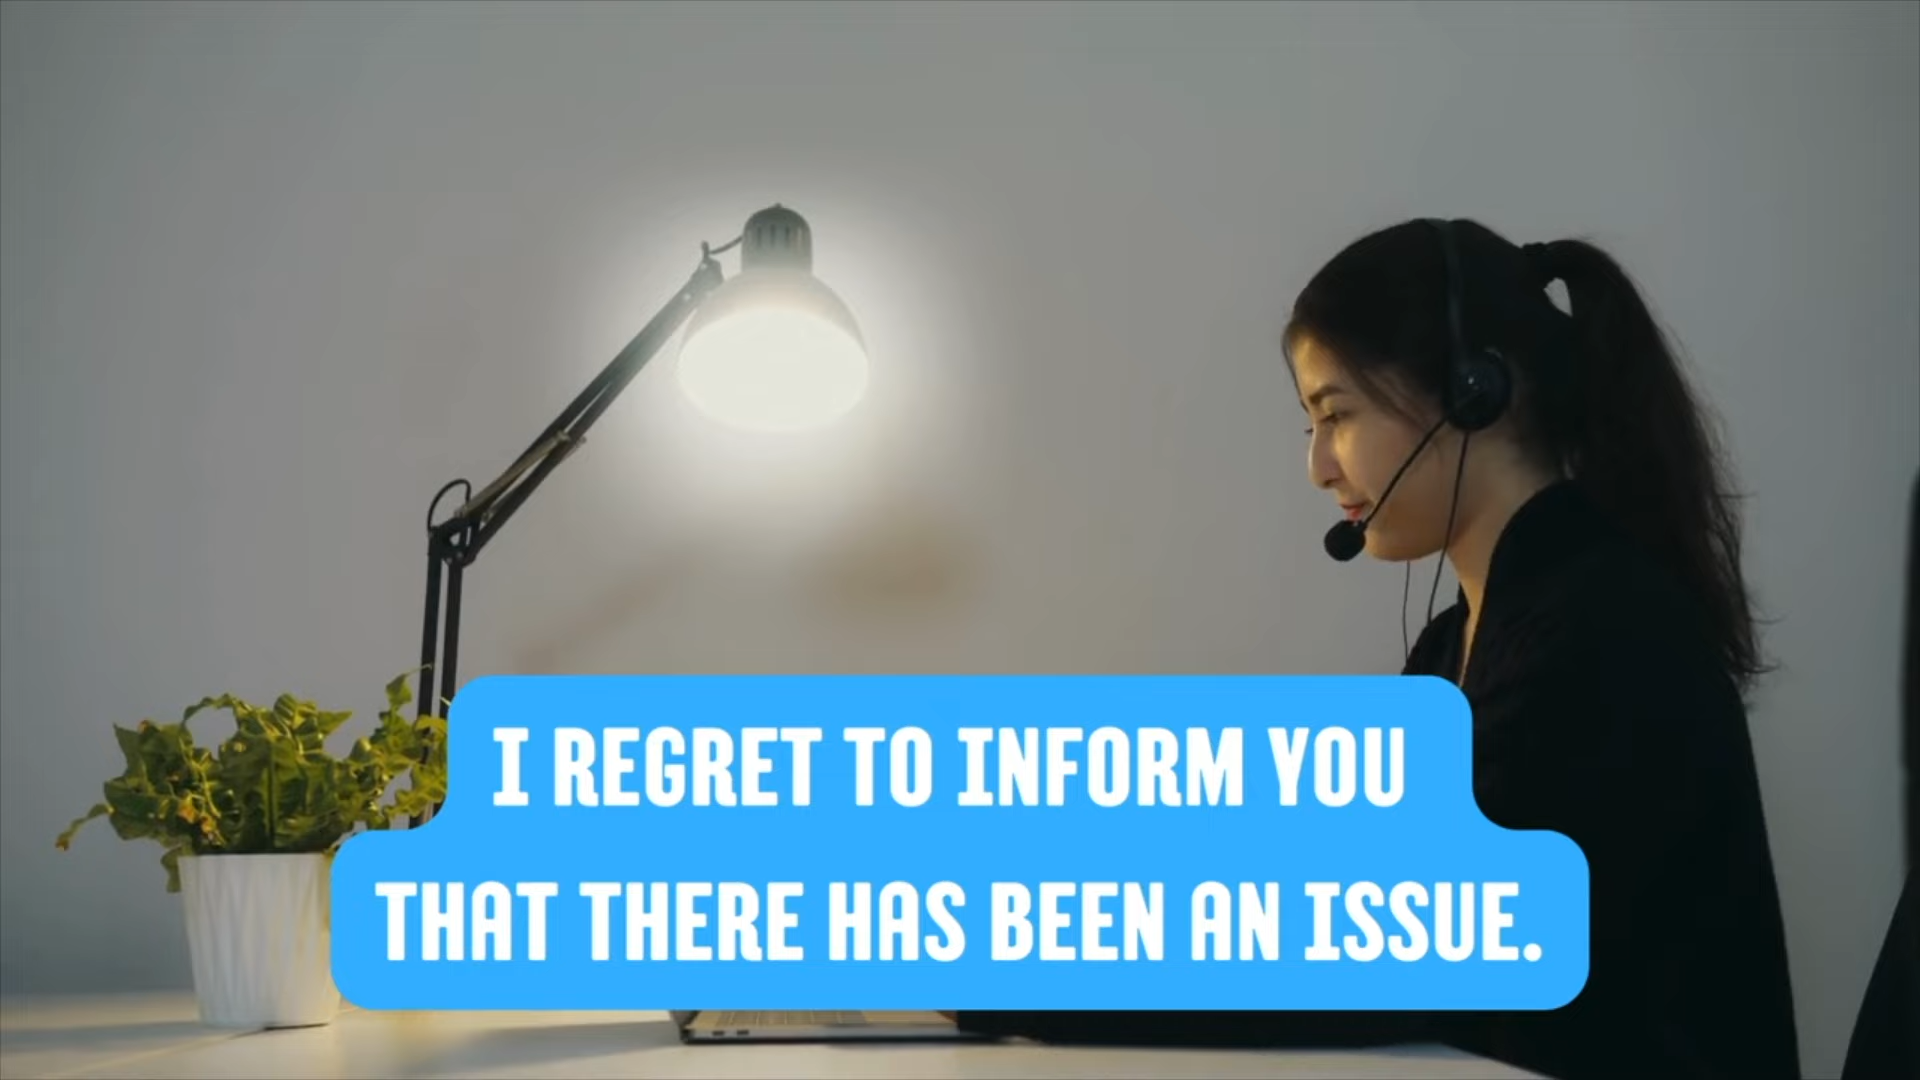 I REGRET TO INFORM YOU
THAT THERE HAS BEEN AN ISSUE.